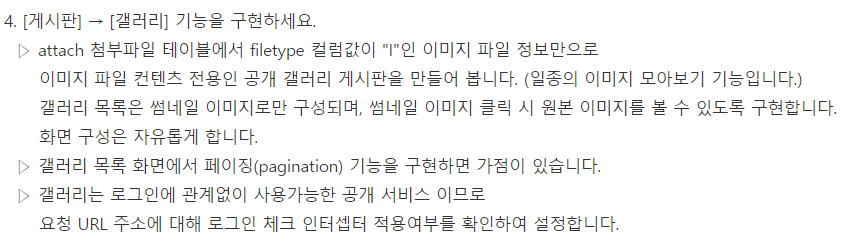 4. [게시판] → [갤러리] 기능을 구현하세요.
▷ attach 첨부파일 테이블에서 filetype 컬럼값이 "I"인 이미지 파일 정보만으로
이미지 파일 컨텐츠 전용인 공개 갤러리 게시판을 만들어 봅니다. (일종의 이미지 모아보기 기능입니다.)
갤러리 목록은 썸네일 이미지로만 구성되며, 썸네일 이미지 클릭 시 원본 이미지를 볼 수 있도록 구현합니다.
화면 구성은 자유롭게 합니다.
▷ 갤러리 목록 화면에서 페이징(pagination) 기능을 구현하면 가점이 있습니다.
▷ 갤러리는 로그인에 관계없이 사용가능한 공개 서비스 이므로
요청 URL 주소에 대해 로그인 체크 인터셉터 적용여부를 확인하여 설정합니다.